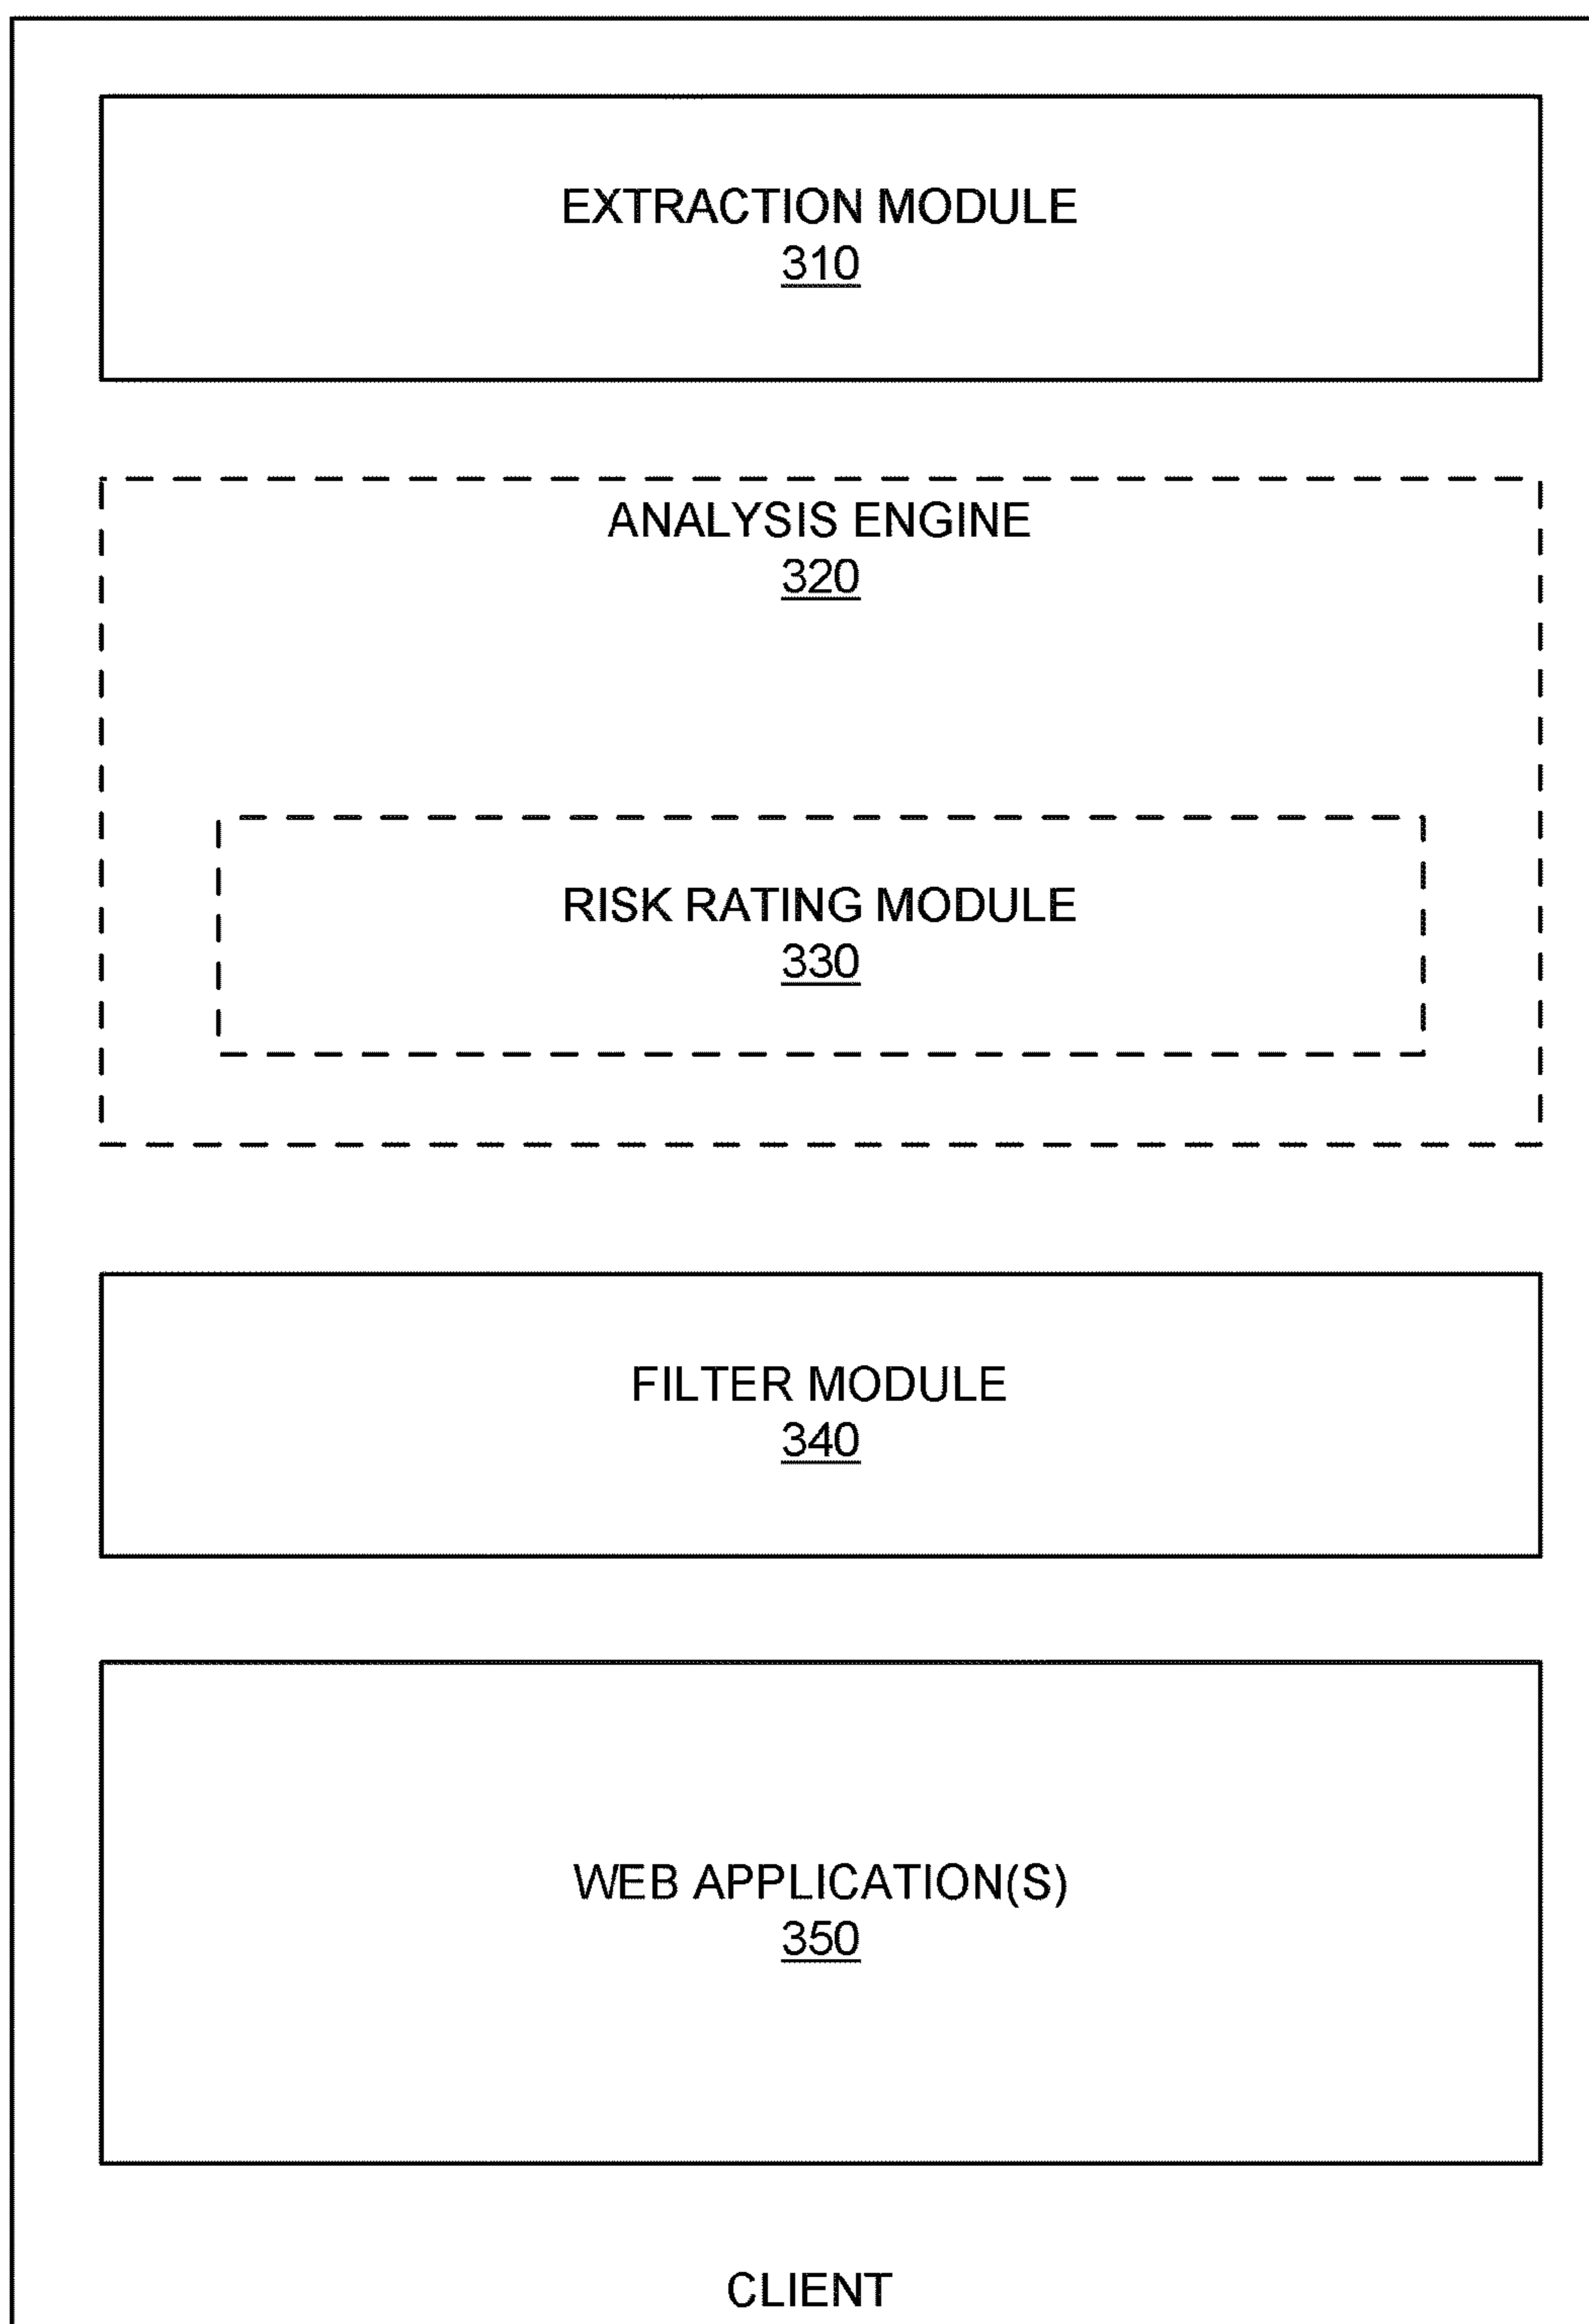 EXTRACTION MODULE
310
ANALYSIS ENGINE
320
RISK RATING MODULE
330
FILTER MODULE
340
WEB APPLICATION(S)
350
CLIENT